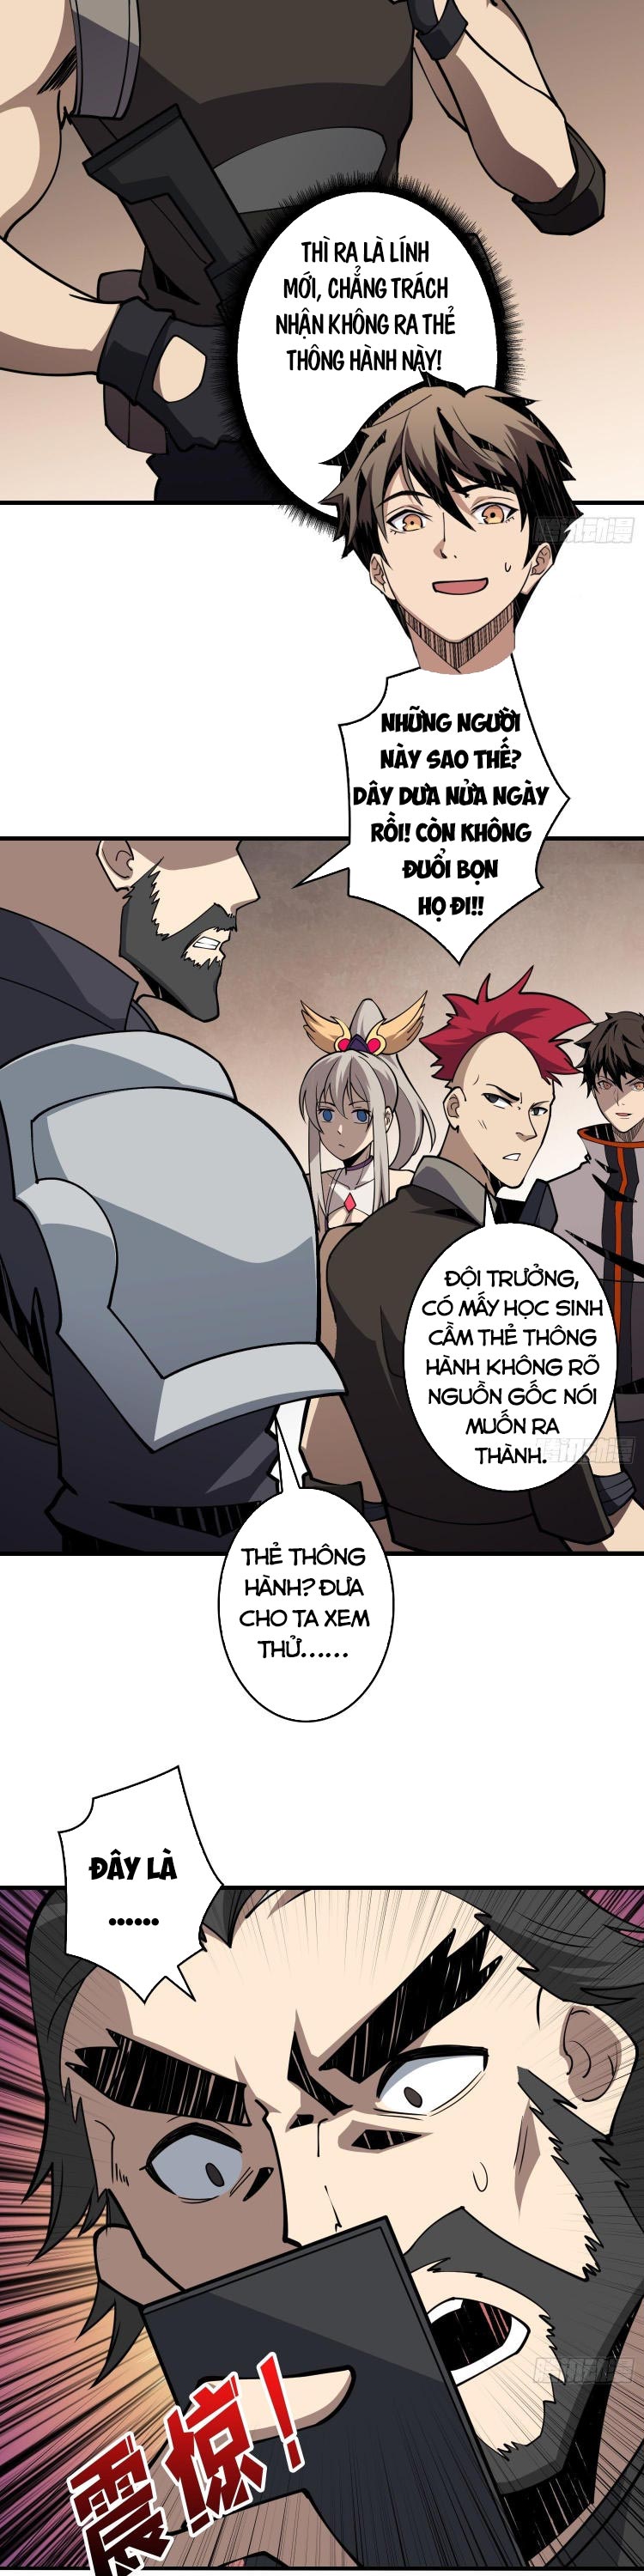 THÌ RA LÀ LÍNH
MỚI, CHẲNG TRÁCH
NHẬN KHÔNG RA THẺ
THÔNG HÀNH NÀY!
NHỮNG NGƯỜI
NÀY SAO THẾ?
DÂY DƯA NỬA NGÀY
RỒI! CÒN KHÔNG
ĐUỔI BỌN
HỌ ĐI!!
ĐỘI TRƯỞNG,
CÓ MẤY HỌC SINH
CẦM THẺ THÔNG
HÀNH KHÔNG RÕ
NGUỒN GỐC NÓI
MUỐN RA
THÀNH.
THẺ THÔNG
HÀNH? ĐƯA
CHO TA XEM
THỬ......
ĐÂY LÀ
......
震惊!